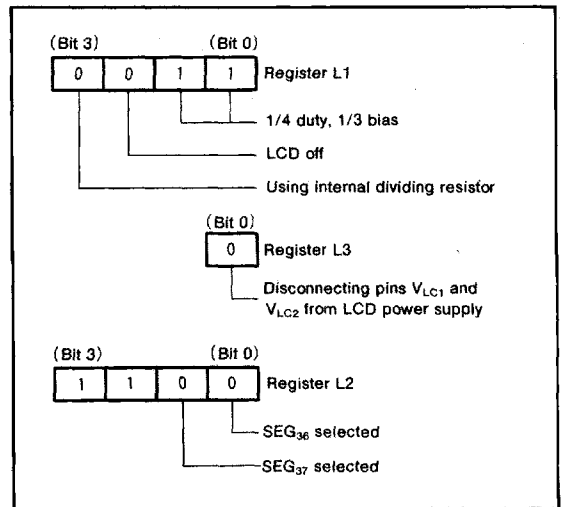 (Bit 3) (Bit 0)
0 0 1 1 Register L1
1/4 duty, 1/3 bias
LCD off
Using internal dividing resistor
(Bit 0)
0 Register L3
Disconnecting pins VLC1 and
VLC2 from LCD power supply
(Bit 3) (Bit 0)
1 1 0 0 Register L2
SEG36 selected
SEG37 selected